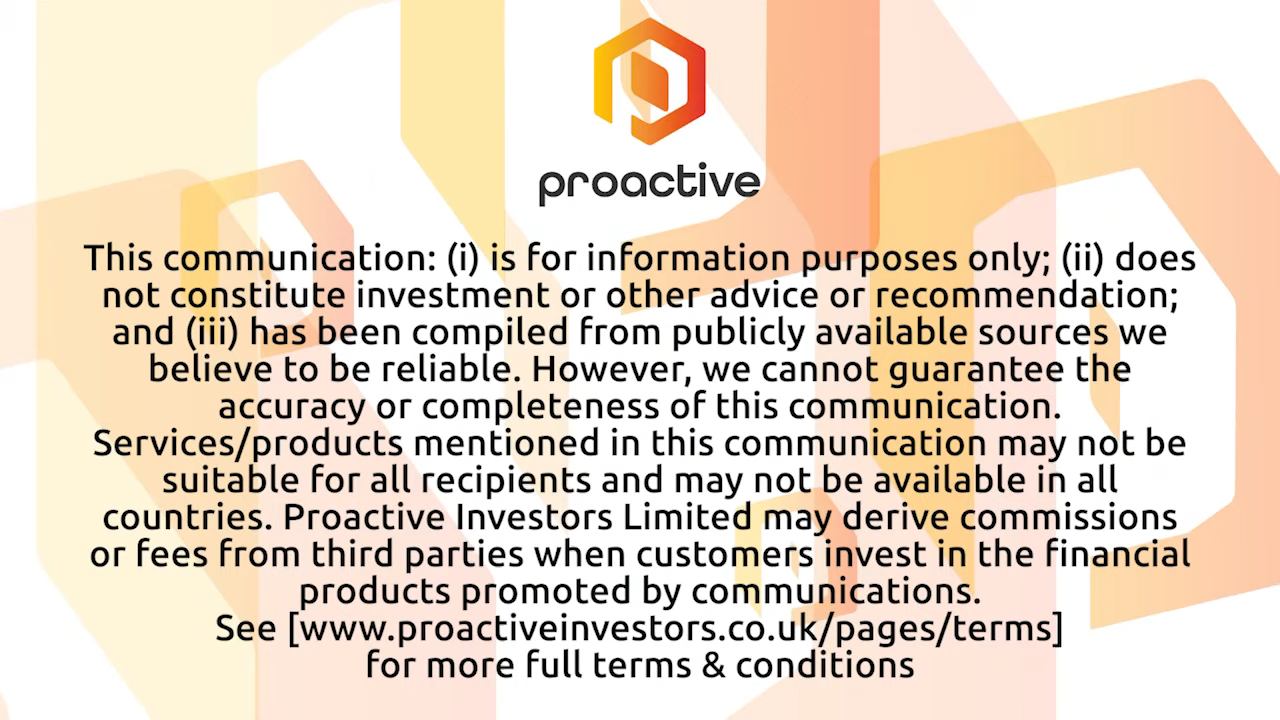 proactive
This communication: (i) is for information purposes only; (ii) does
not constitute investment or other advice or recommendation;
and (iii) has been compiled from publicly available sources we
believe to be reliable. However, we cannot guarantee the
accuracy or completeness of this communication.
Services/products mentioned in this communication may not be
suitable for all recipients and may not be available in all
countries. Proactive Investors Limited may derive commissions
or fees from third parties when customers invest in the financial
products promoted by communications.
See [www.proactiveinvestors.co.uk/pages/terms]
for more full terms & conditions